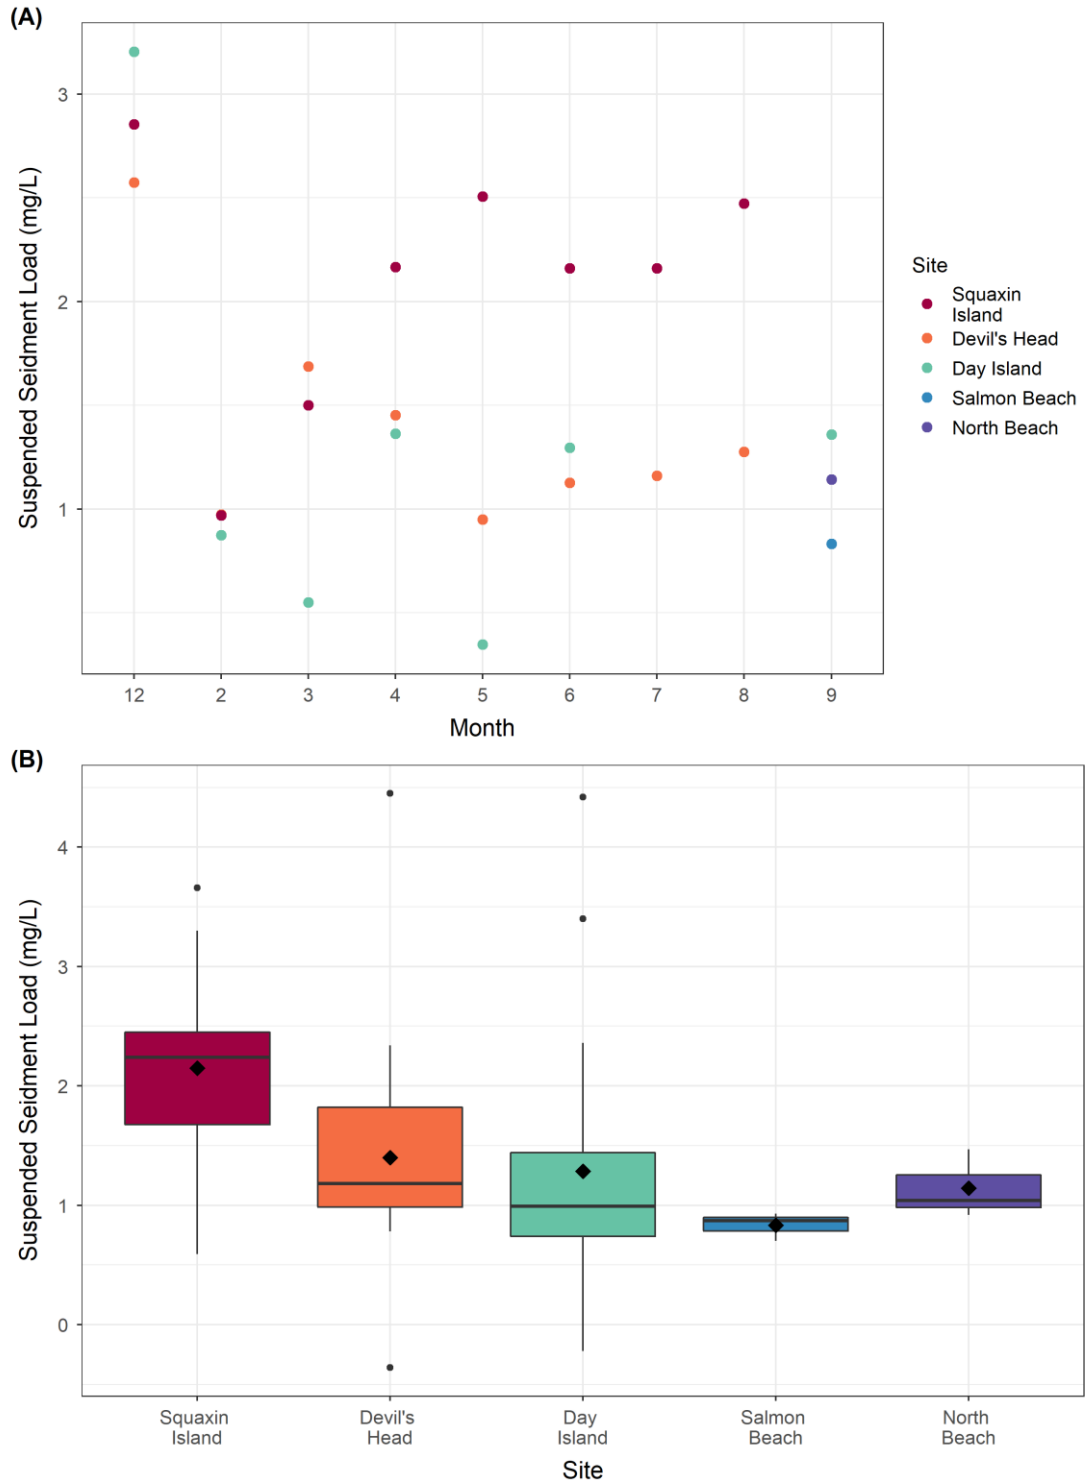 (A)
Suspended Seidment Load (mg/L)
3
2
1
12 2 3 4 5 6 7 8 9
Month
Site
Squaxin
Island
Devil's Head
Day Island
Salmon Beach
North Beach
(B)
Suspended Seidment Load (mg/L)
4
3
2
1
0
Squaxin Devil's Day Salmon North
Island Head Island Beach Beach
Site